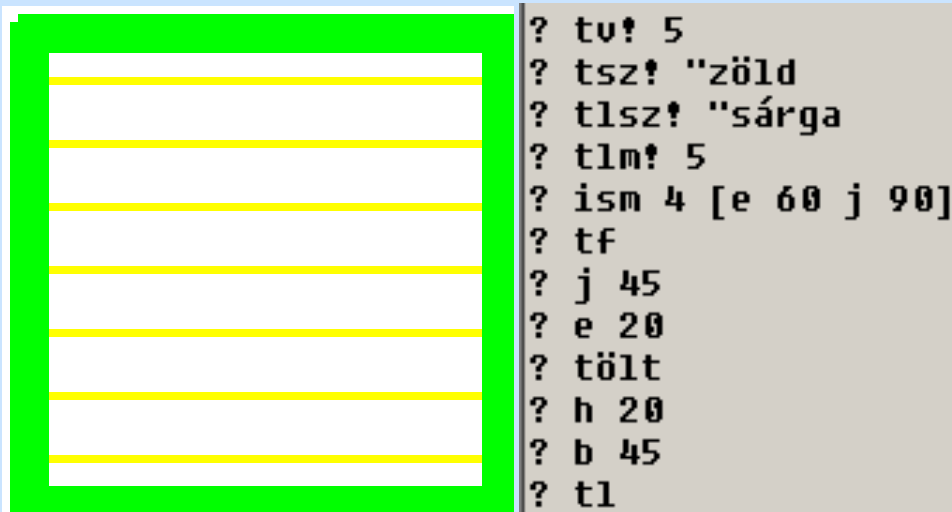 ? tv! 5
? tsz! "zöld
? tlsz! "sárga
? tlm! 5
? ism 4 [e 60 j 90]
? tf
? j 45
? e 20
? tölt
? h 20
? b 45
? tl